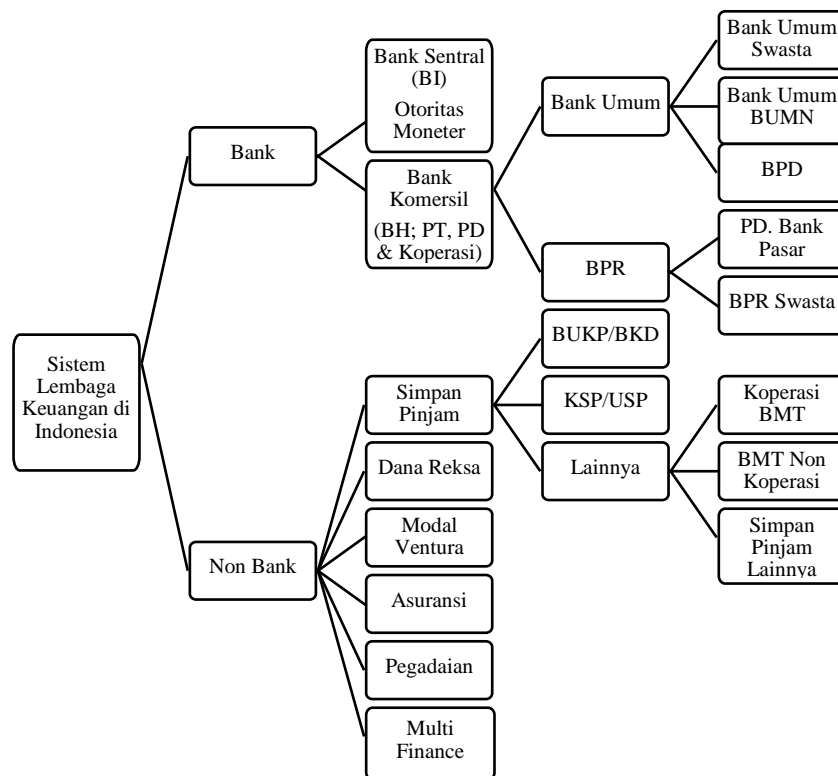 Sistem
Lembaga
Keuangan di
Indonesia
Bank
Bank Sentral
(BI)
Otoritas
Moneter
Bank
Komersil
(BH; PT, PD
& Koperasi)
Bank Umum
Bank Umum
Swasta
Bank Umum
BUMN
BPD
BPR
PD. Bank
Pasar
BPR Swasta
Non Bank
Simpan
Pinjam
BUKP/BKD
KSP/USP
Lainnya
Koperasi
BMT
BMT Non
Koperasi
Simpan
Pinjam
Lainnya
Dana Reksa
Modal
Ventura
Asuransi
Pegadaian
Multi
Finance